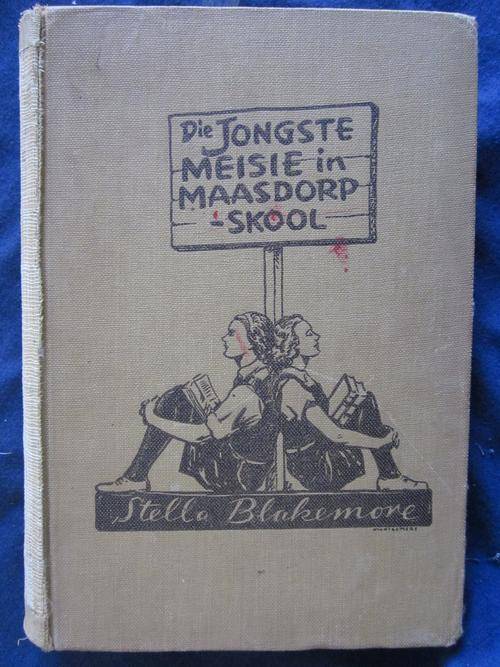 Die JONGSTE
MEISIE in
MAASDORP
-SKOOL
Stella Blakemore